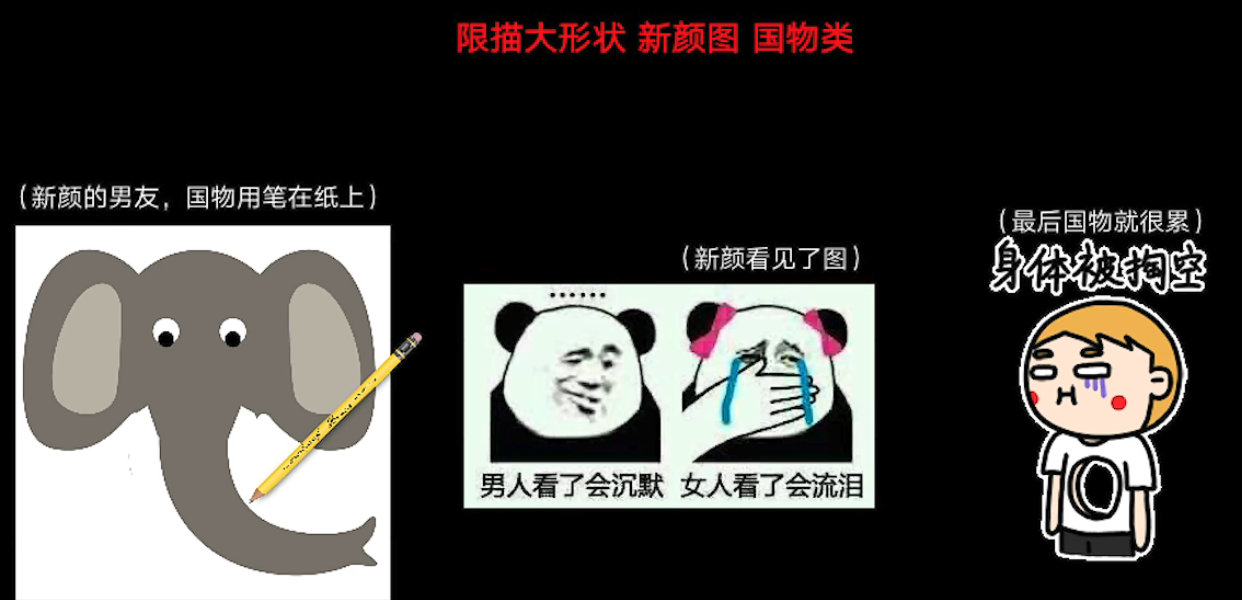 限描大形状 新颜图 国物类
（新颜的男友，国物用笔在纸上）
（新颜看见了图）
......
男人看了会沉默 女人看了会流泪
（最后国物就很累）
身体被掏空